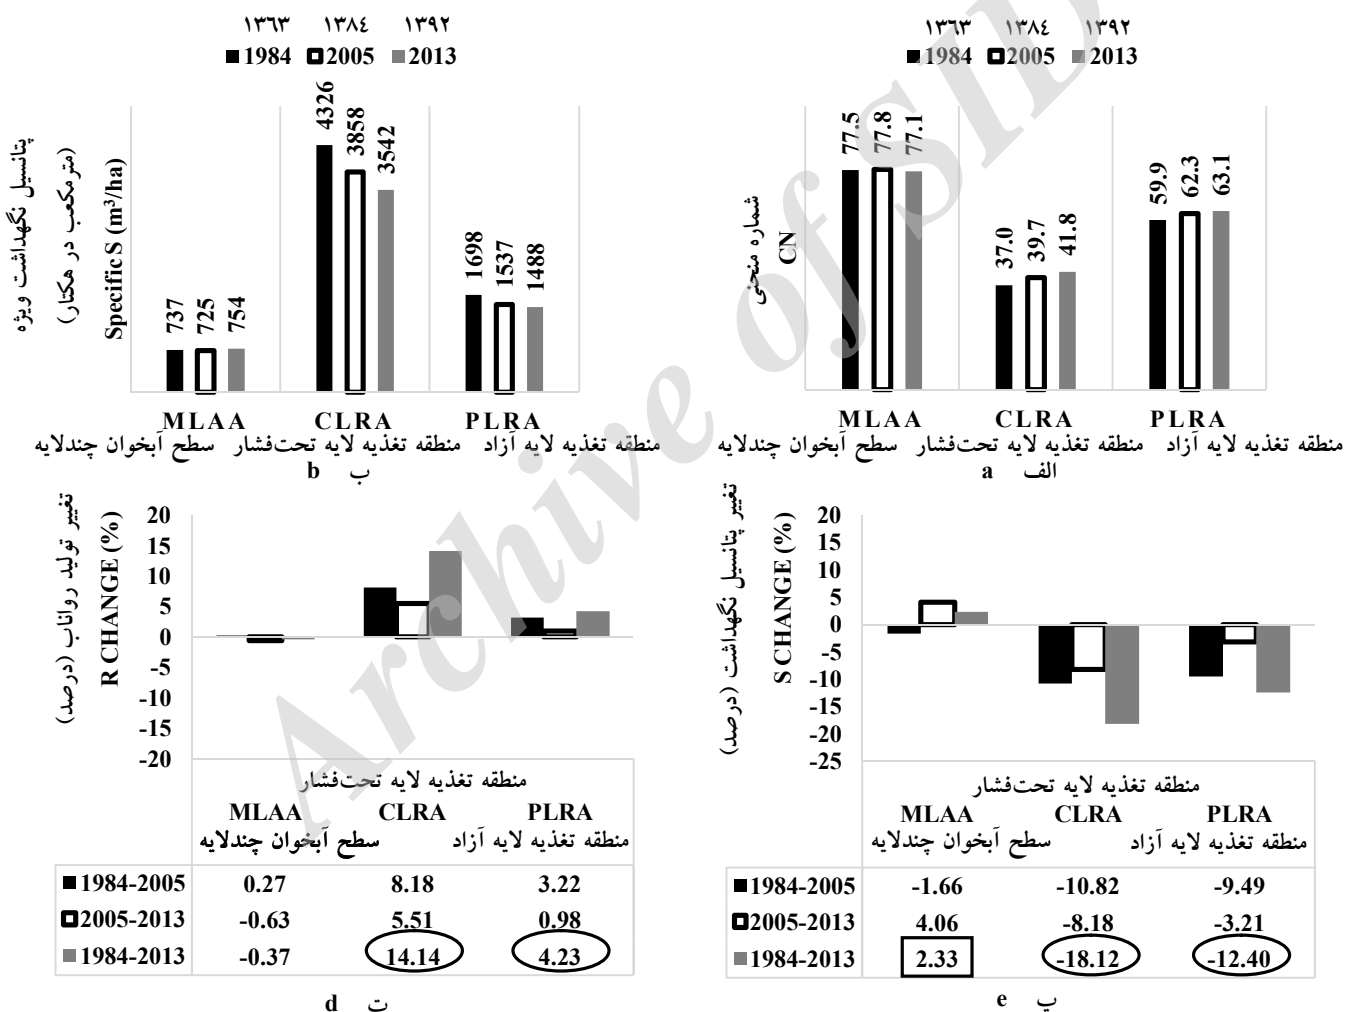 ١٣٦٣ ١٣٨٤ ١٣٩٢
1984 2005 2013
پتانسیل نگهداشت ویژه
(مترمکعب در هکتار)
Specific S (m³/ha)
737 725 754 4326 3858 3542 1698 1537 1488
MLAA CLRA PLRA
سطح آبخوان چندلایه منطقه تغذیه لایه تحت‌فشار منطقه تغذیه لایه آزاد
b ب
١٣٦٣ ١٣٨٤ ١٣٩٢
1984 2005 2013
شماره منحنی
CN
77.5 77.8 77.1 37.0 39.7 41.8 59.9 62.3 63.1
MLAA CLRA PLRA
سطح آبخوان چندلایه منطقه تغذیه لایه تحت‌فشار منطقه تغذیه لایه آزاد
a الف
تغییر تولید رواناب (درصد)
R CHANGE (%)
20
15
10
5
0
-5
-10
-15
-20
منطقه تغذیه لایه تحت‌فشار
MLAA CLRA PLRA
سطح آبخوان چندلایه منطقه تغذیه لایه آزاد
1984-2005 0.27 8.18 3.22
2005-2013 -0.63 5.51 0.98
1984-2013 -0.37 14.14 4.23
d ت
تغییر پتانسیل نگهداشت (درصد)
S CHANGE (%)
20
15
10
5
0
-5
-10
-15
-20
-25
منطقه تغذیه لایه تحت‌فشار
MLAA CLRA PLRA
سطح آبخوان چندلایه منطقه تغذیه لایه آزاد
1984-2005 -1.66 -10.82 -9.49
2005-2013 4.06 -8.18 -3.21
1984-2013 2.33 -18.12 -12.40
e پ
Archive of SID